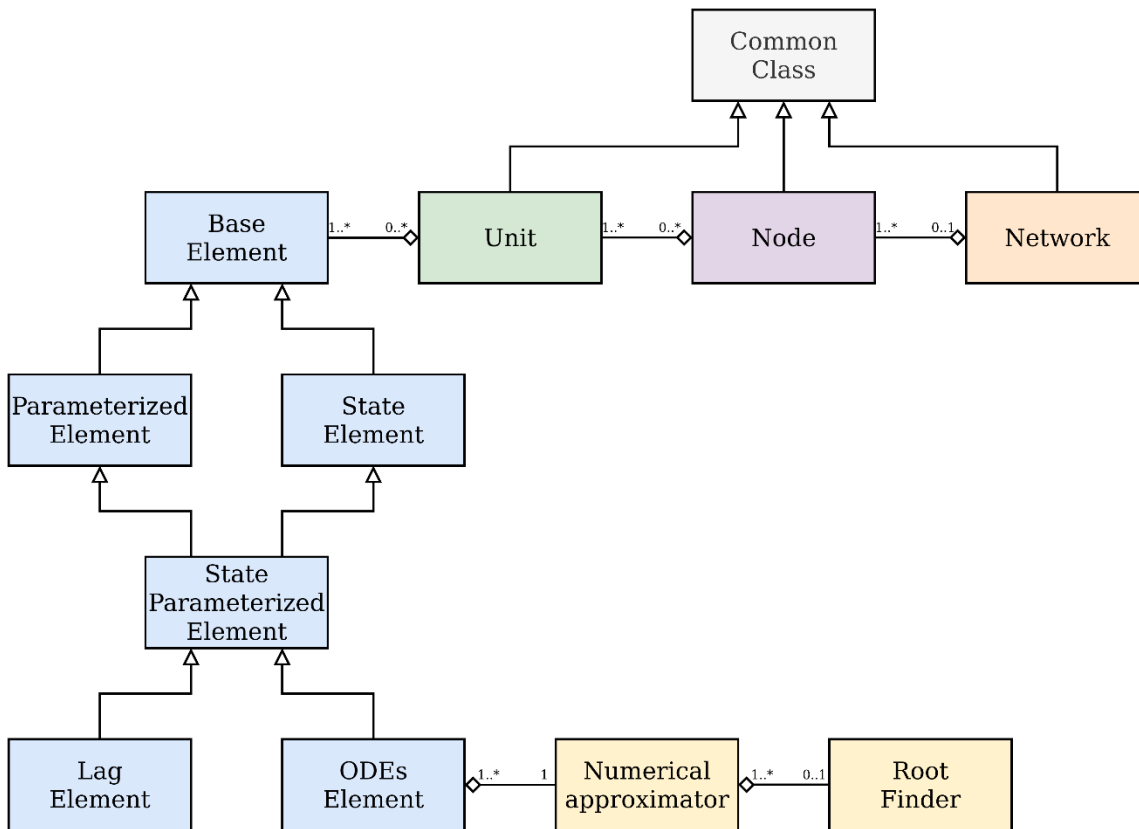 Common
Class
Base
Element
1..*
0..*
Unit
1..*
0..*
Node
1..*
0..1
Network
Parameterized
Element
State
Element
State
Parameterized
Element
Lag
Element
ODEs
Element
1..*
1
Numerical
approximator
1..*
0..1
Root
Finder